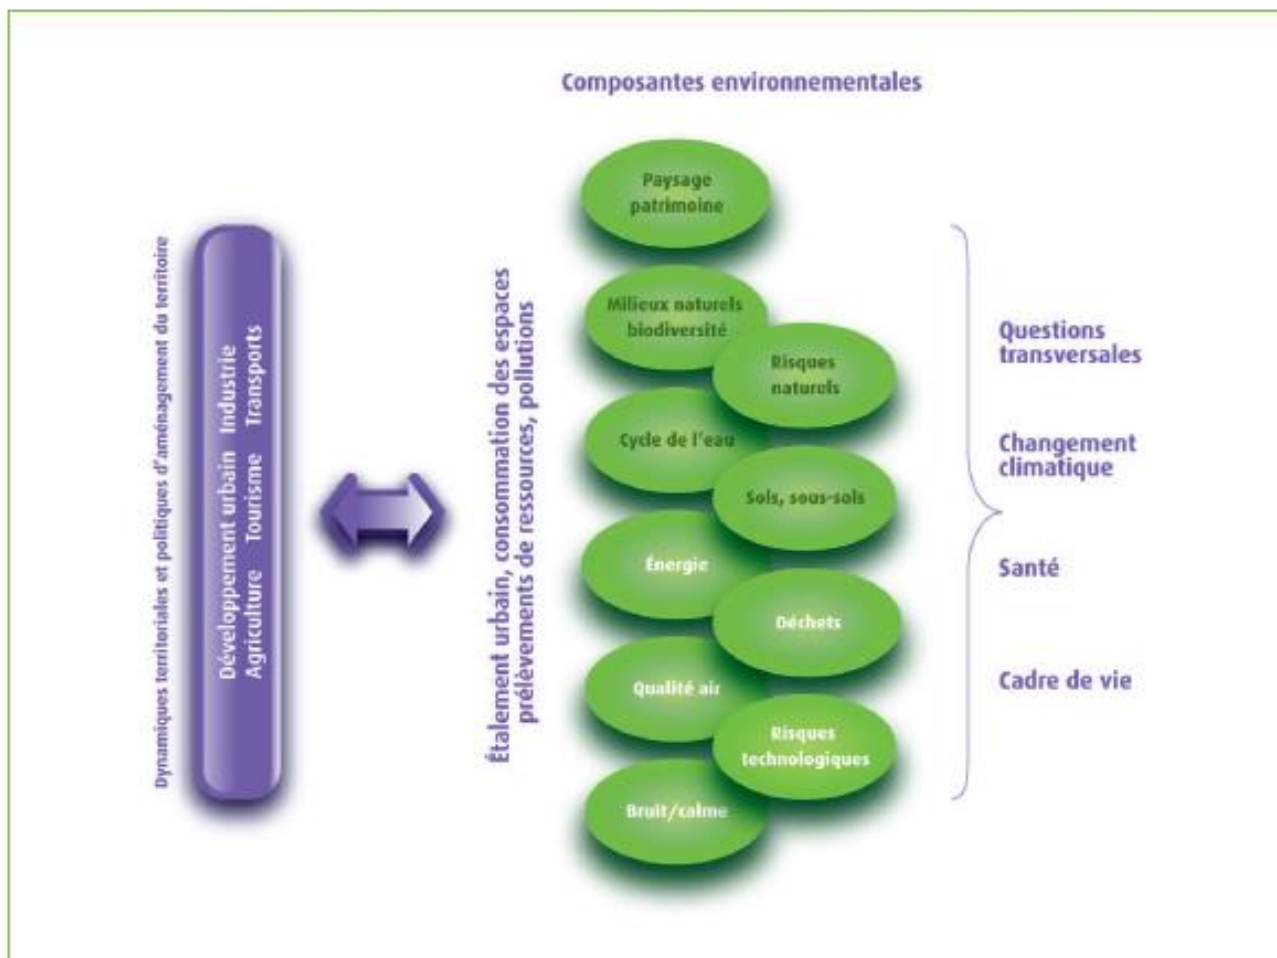 Composantes environnementales
Dynamiques territoriales et politiques d'aménagement du territoire
Développement urbain Industrie
Agriculture Tourisme Transports
Étalement urbain, consommation des espaces
prélèvements de ressources, pollutions
Paysage
patrimoine
Milieux naturels
biodiversité
Risques
naturels
Cycle de l'eau
Sols, sous-sols
Énergie
Déchets
Qualité air
Risques
technologiques
Bruit/calme
Questions
transversales
Changement
climatique
Santé
Cadre de vie